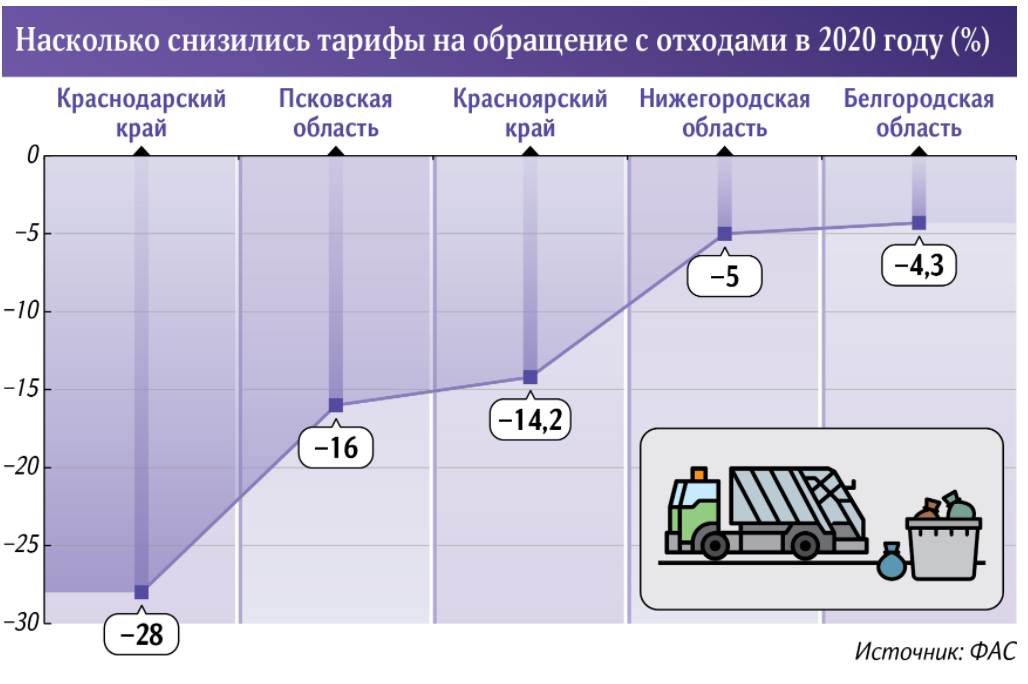 Насколько снизились тарифы на обращение с отходами в 2020 году (%)
Краснодарский
край
Псковская
область
Красноярский
край
Нижегородская
область
Белгородская
область
0
–5
–10
–15
–20
–25
–30
–28
–16
–14,2
–5
–4,3
Источник: ФАС